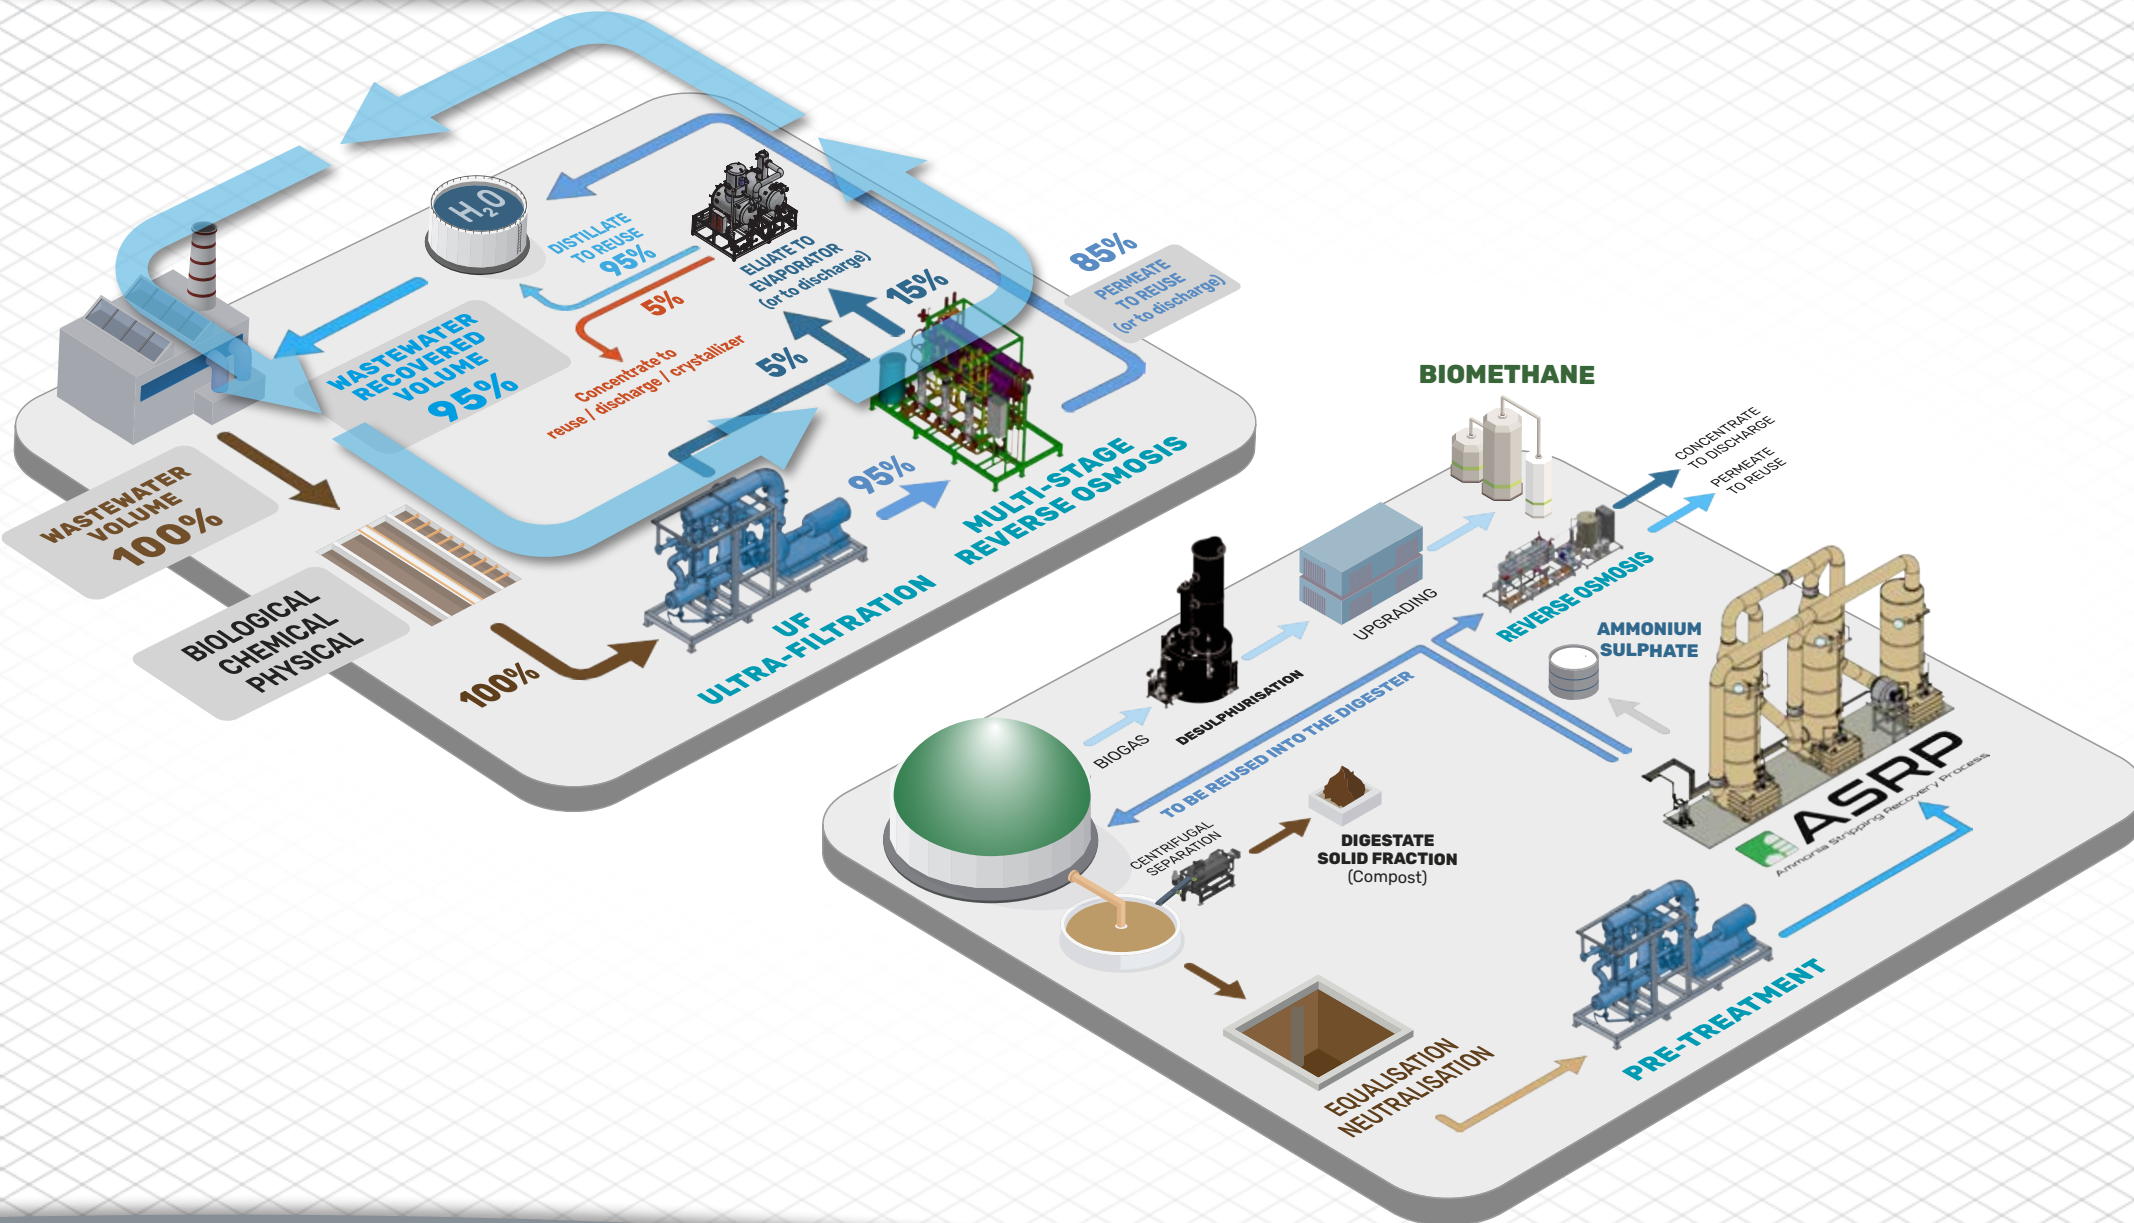 H₂O
DISTILLATE
TO REUSE
95%
5%
ELUATE TO
EVAPORATOR
(or to discharge)
15%
5%
85%
PERMEATE
TO REUSE
(or to discharge)
WASTEWATER
RECOVERED
VOLUME
95%
Concentrate to
reuse / discharge / crystallizer
WASTEWATER
VOLUME
100%
BIOLOGICAL
CHEMICAL
PHYSICAL
100%
UF
ULTRA-FILTRATION
95%
MULTI-STAGE
REVERSE OSMOSIS
BIOMETHANE
CONCENTRATE
TO DISCHARGE
PERMEATE
TO REUSE
UPGRADING
REVERSE OSMOSIS
AMMONIUM
SULPHATE
DESULPHURISATION
BIOGAS
TO BE REUSED INTO THE DIGESTER
CENTRIFUGAL
SEPARATION
DIGESTATE
SOLID FRACTION
(Compost)
ASRP
Ammonia Stripping Recovery Process
PRE-TREATMENT
EQUALISATION
NEUTRALISATION